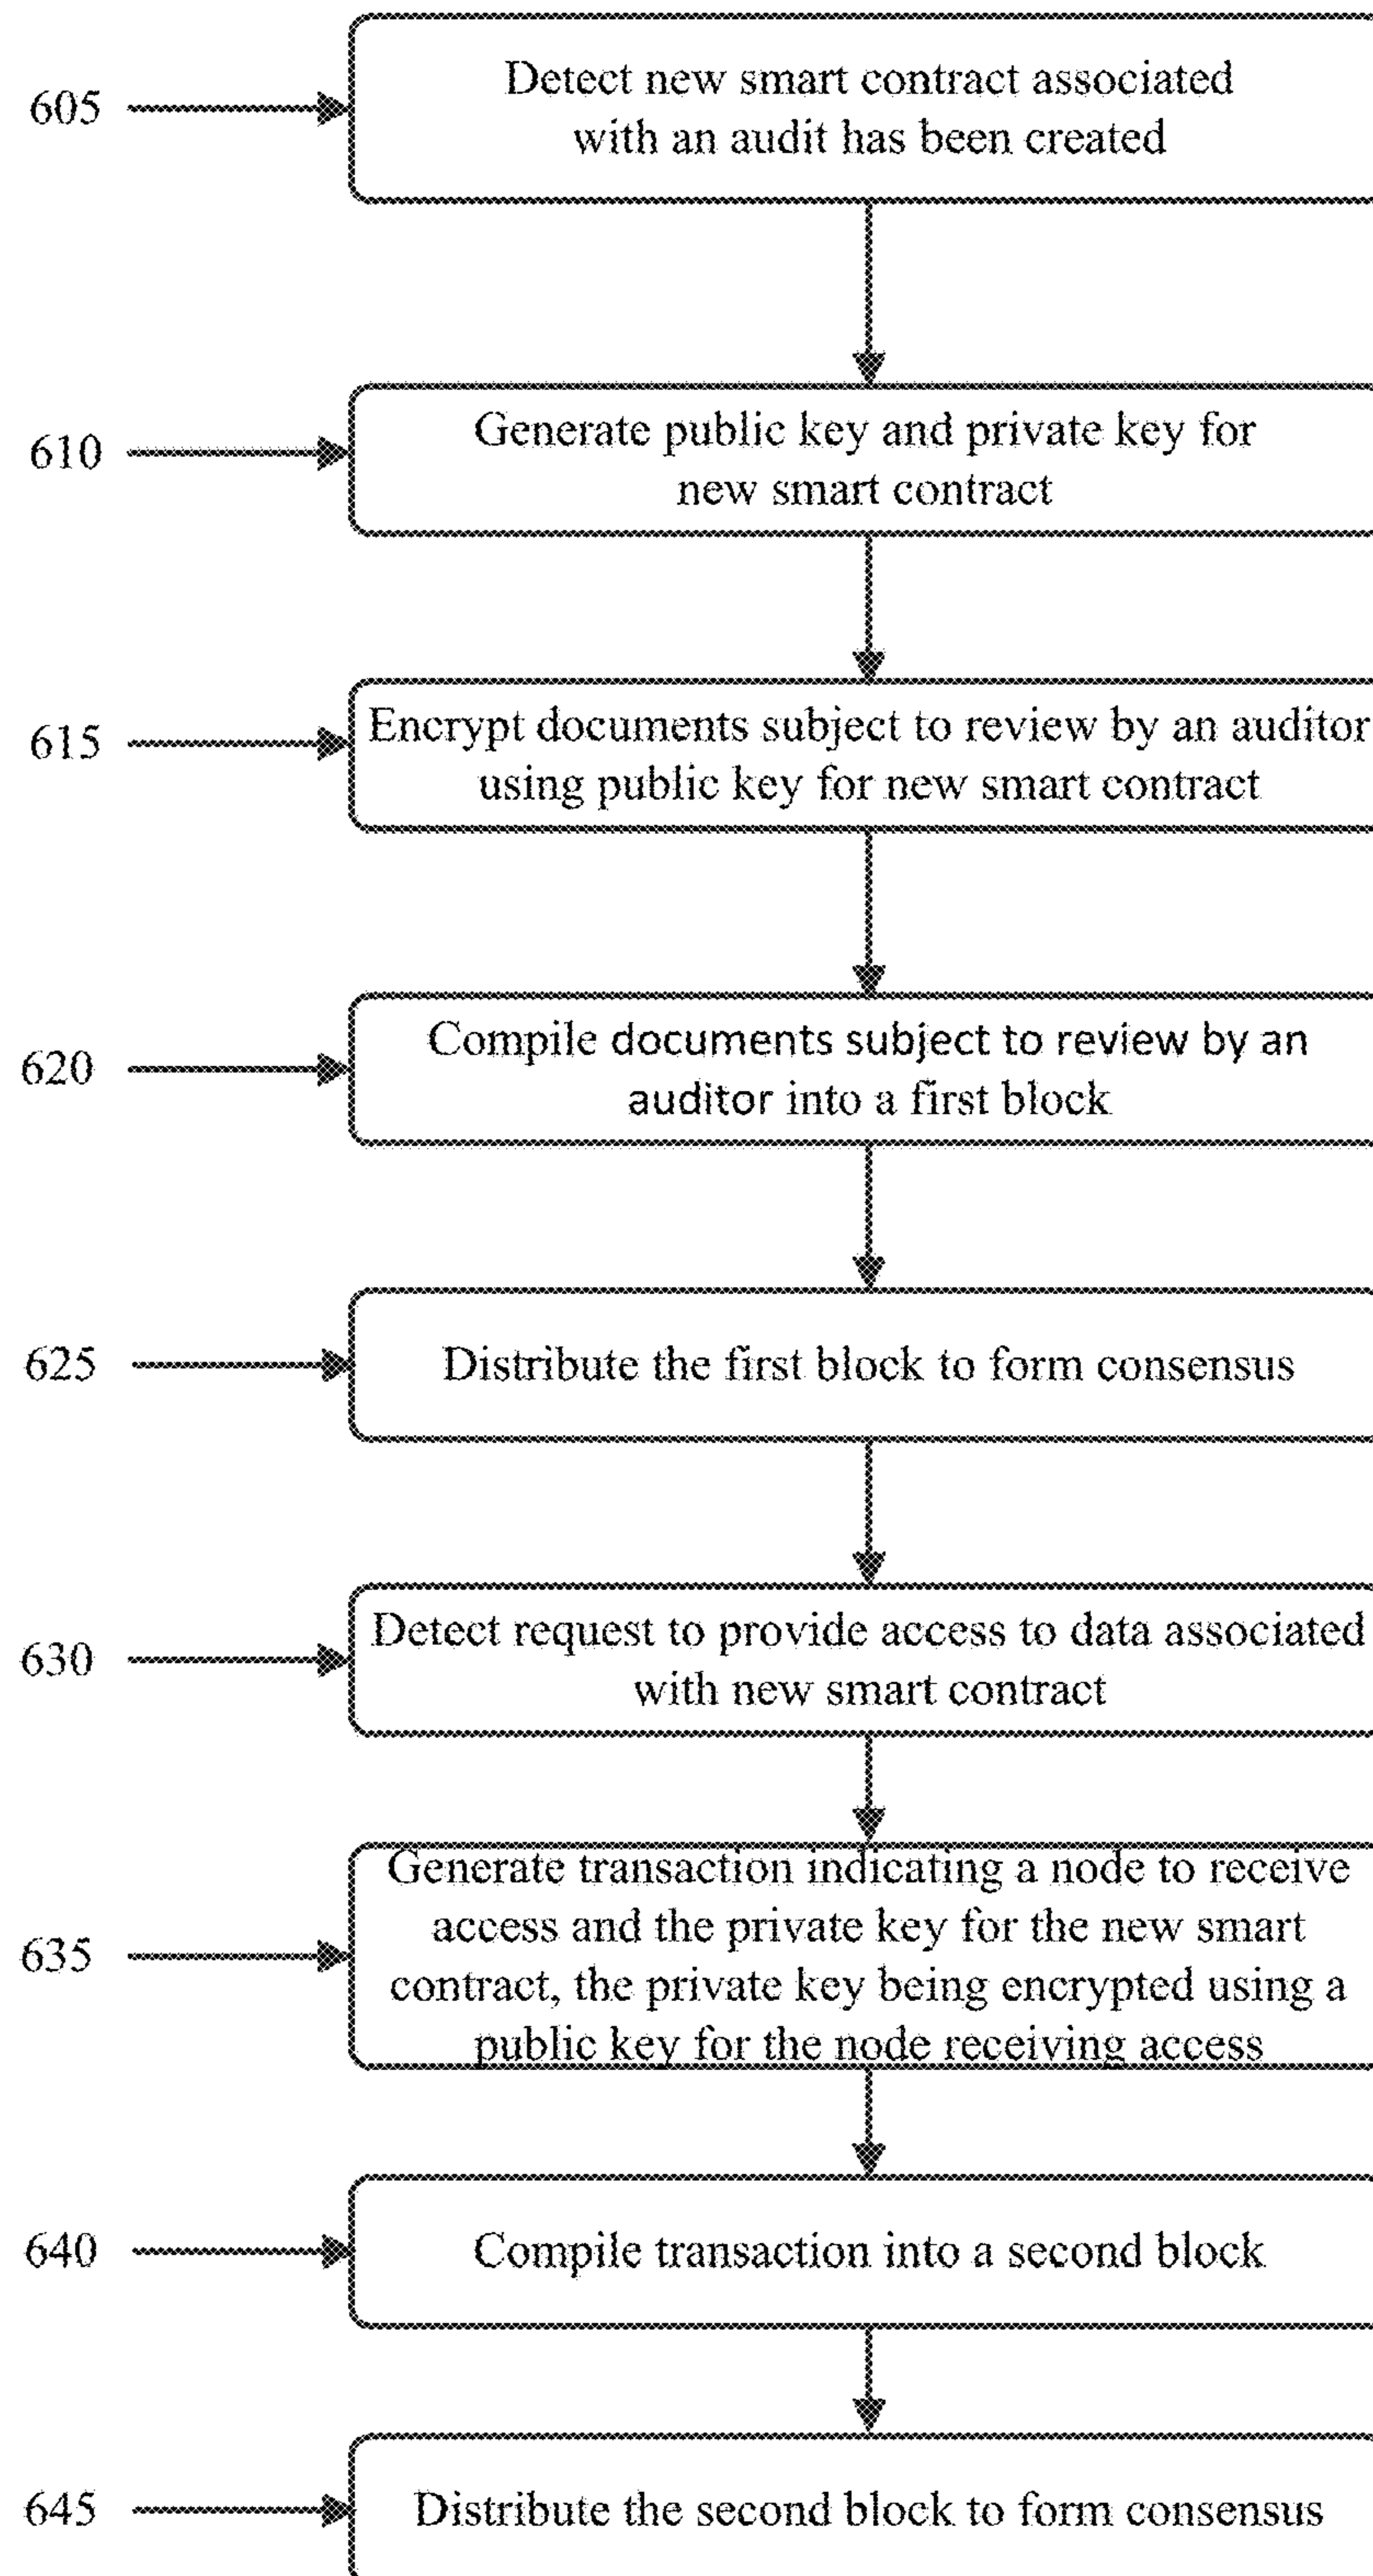 605
Detect new smart contract associated
with an audit has been created
610
Generate public key and private key for
new smart contract
615
Encrypt documents subject to review by an auditor
using public key for new smart contract
620
Compile documents subject to review by an
auditor into a first block
625
Distribute the first block to form consensus
630
Detect request to provide access to data associated
with new smart contract
635
Generate transaction indicating a node to receive
access and the private key for the new smart
contract, the private key being encrypted using a
public key for the node receiving access
640
Compile transaction into a second block
645
Distribute the second block to form consensus